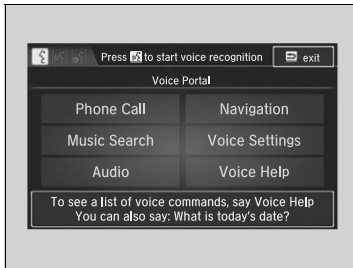 Press to start voice recognition exit
Voice Portal
Phone Call Navigation
Music Search Voice Settings
Audio Voice Help
To see a list of voice commands, say Voice Help
You can also say: What is today's date?